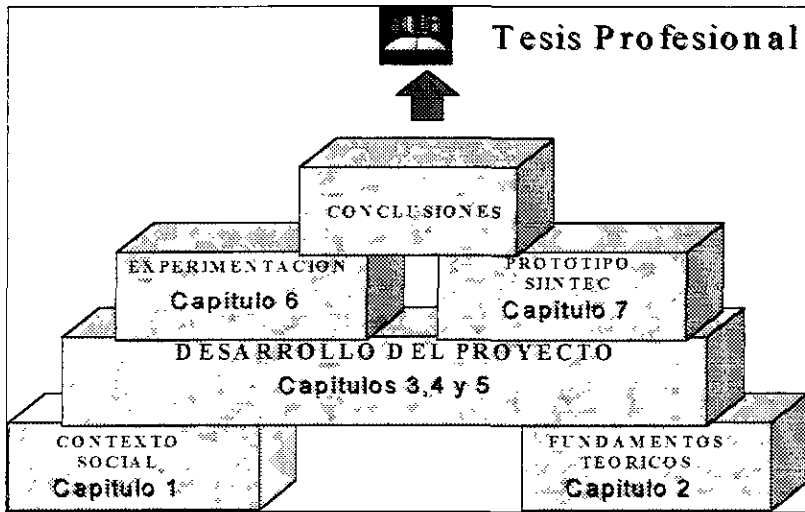 Tesis Profesional
CONCLUSIONES
EXPERIMENTACION
Capitulo 6
PROTOTIPO
SIINTEC
Capitulo 7
DESARROLLO DEL PROYECTO
Capitulos 3,4 y 5
CONTEXTO
SOCIAL
Capitulo 1
FUNDAMENTOS
TEORICOS
Capitulo 2